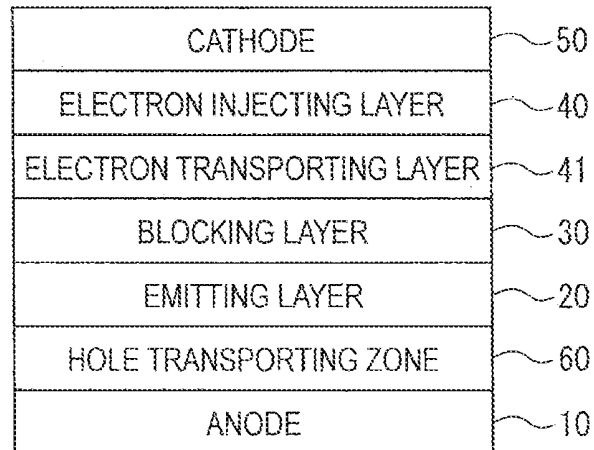 CATHODE 50
ELECTRON INJECTING LAYER 40
ELECTRON TRANSPORTING LAYER 41
BLOCKING LAYER 30
EMITTING LAYER 20
HOLE TRANSPORTING ZONE 60
ANODE 10